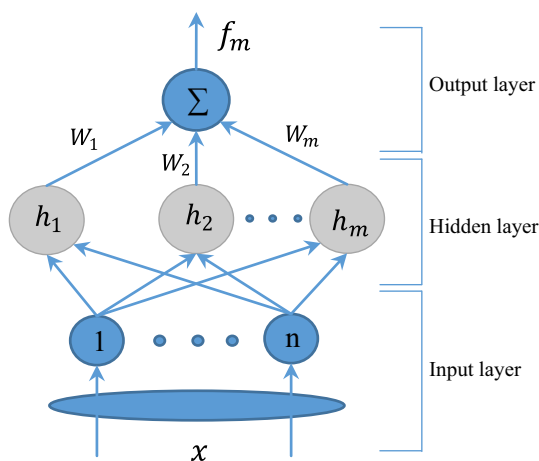 f_m
Σ
Output layer
W_1
W_2
W_m
h_1
h_2
h_m
Hidden layer
1
n
Input layer
x